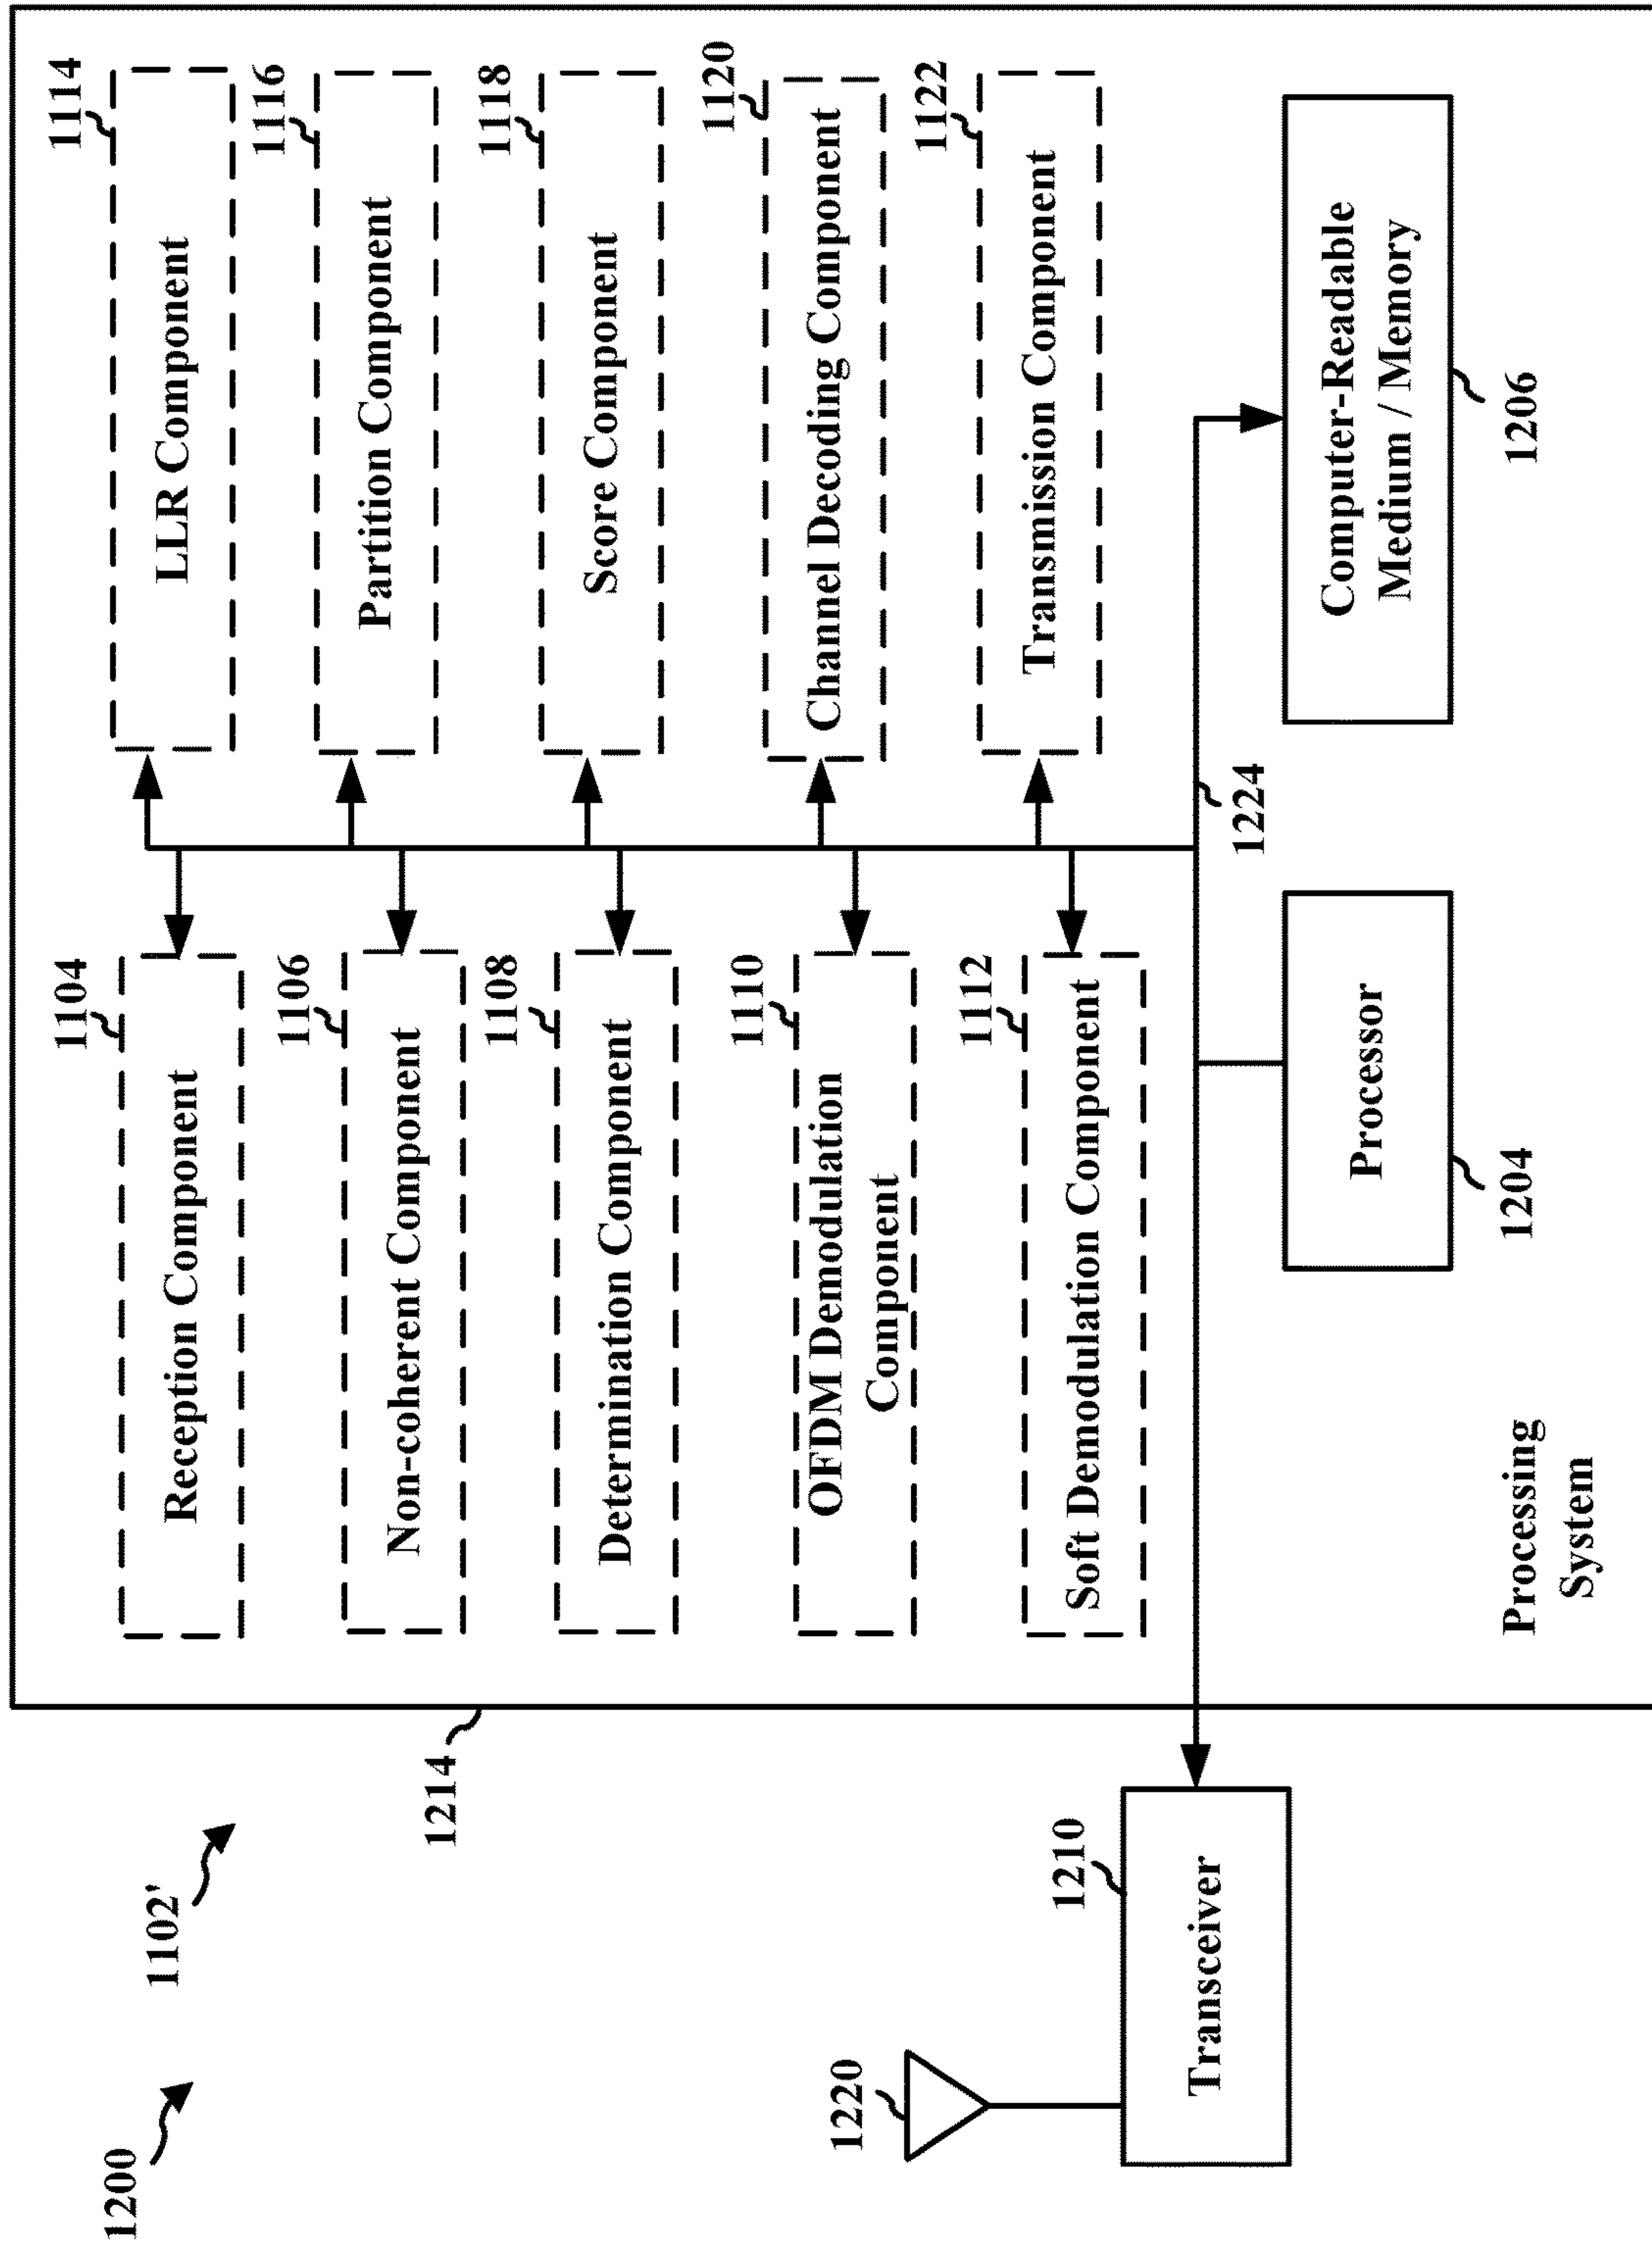 1200
1102'
1214
1220
1210
Transceiver
1104
Reception Component
1106
Non-coherent Component
1108
Determination Component
1110
OFDM Demodulation
Component
1112
Soft Demodulation Component
1114
LLR Component
1116
Partition Component
1118
Score Component
1120
Channel Decoding Component
1122
Transmission Component
1224
Processor
1204
Computer-Readable
Medium / Memory
1206
Processing
System